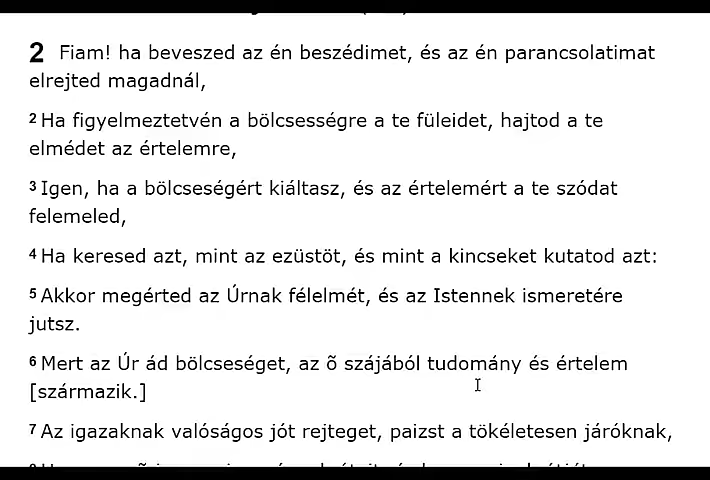 2 Fiam! ha beveszed az én beszédimet, és az én parancsolatimat
elrejted magadnál,
2 Ha figyelmeztetvén a bölcsességre a te füleidet, hajtod a te
elmédet az értelemre,
3 Igen, ha a bölcseségért kiáltasz, és az értelemért a te szódat
felemeled,
4 Ha keresed azt, mint az ezüstöt, és mint a kincseket kutatod azt:
5 Akkor megérted az Úrnak félelmét, és az Istennek ismeretére
jutsz.
6 Mert az Úr ád bölcseséget, az õ szájából tudomány és értelem
[származik.]
7 Az igazaknak valóságos jót rejteget, paizst a tökéletesen járóknak,